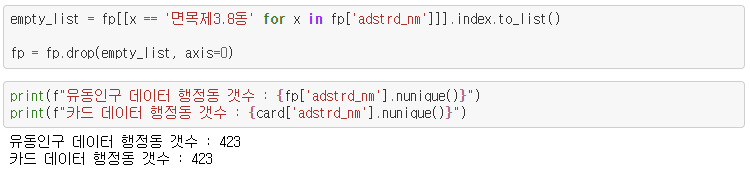 empty_list = fp[[x == '면목제3.8동' for x in fp['adstrd_nm']]].index.to_list()
fp = fp.drop(empty_list, axis=0)
print(f"유동인구 데이터 행정동 갯수 : {fp['adstrd_nm'].nunique()}")
print(f"카드 데이터 행정동 갯수 : {card['adstrd_nm'].nunique()}")
유동인구 데이터 행정동 갯수 : 423
카드 데이터 행정동 갯수 : 423